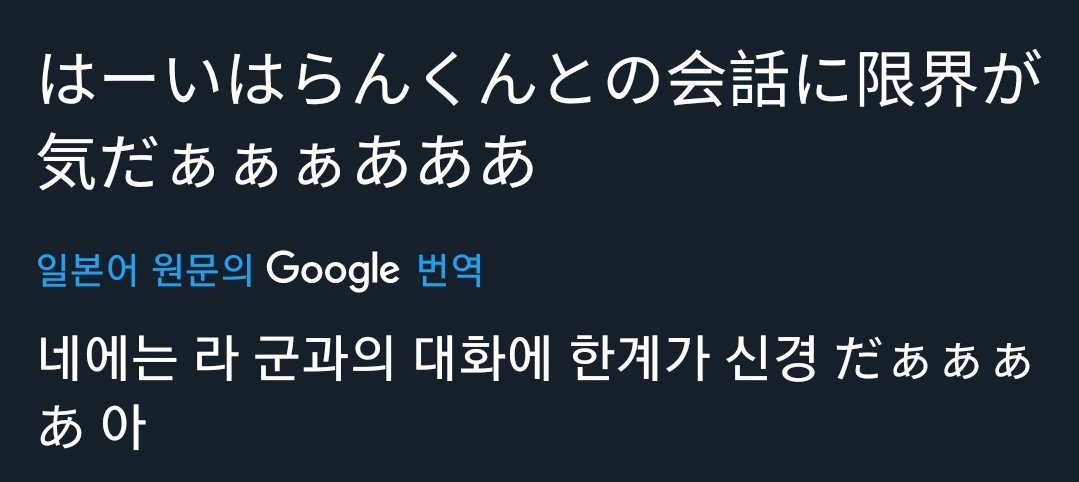 はーいはらんくんとの会話に限界が
気だぁぁぁあああ
일본어 원문의 Google 번역
네에는 라 군과의 대화에 한계가 신경 だぁぁぁ
あ 아